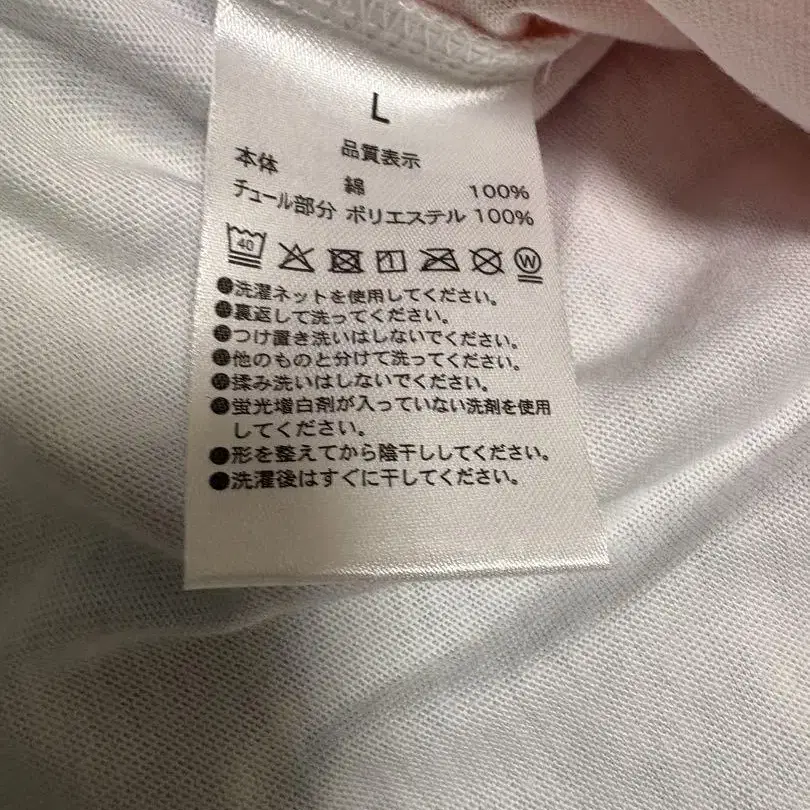 L
品質表示
本体 綿 100%
チュール部分 ポリエステル 100%
40 W
●洗濯ネットを使用してください。
●裏返して洗ってください。
●つけ置き洗いはしないでください。
●他のものと分けて洗ってください。
●揉み洗いはしないでください。
●蛍光増白剤が入っていない洗剤を使用
してください。
●形を整えてから陰干ししてください。
●洗濯後はすぐに干してください。